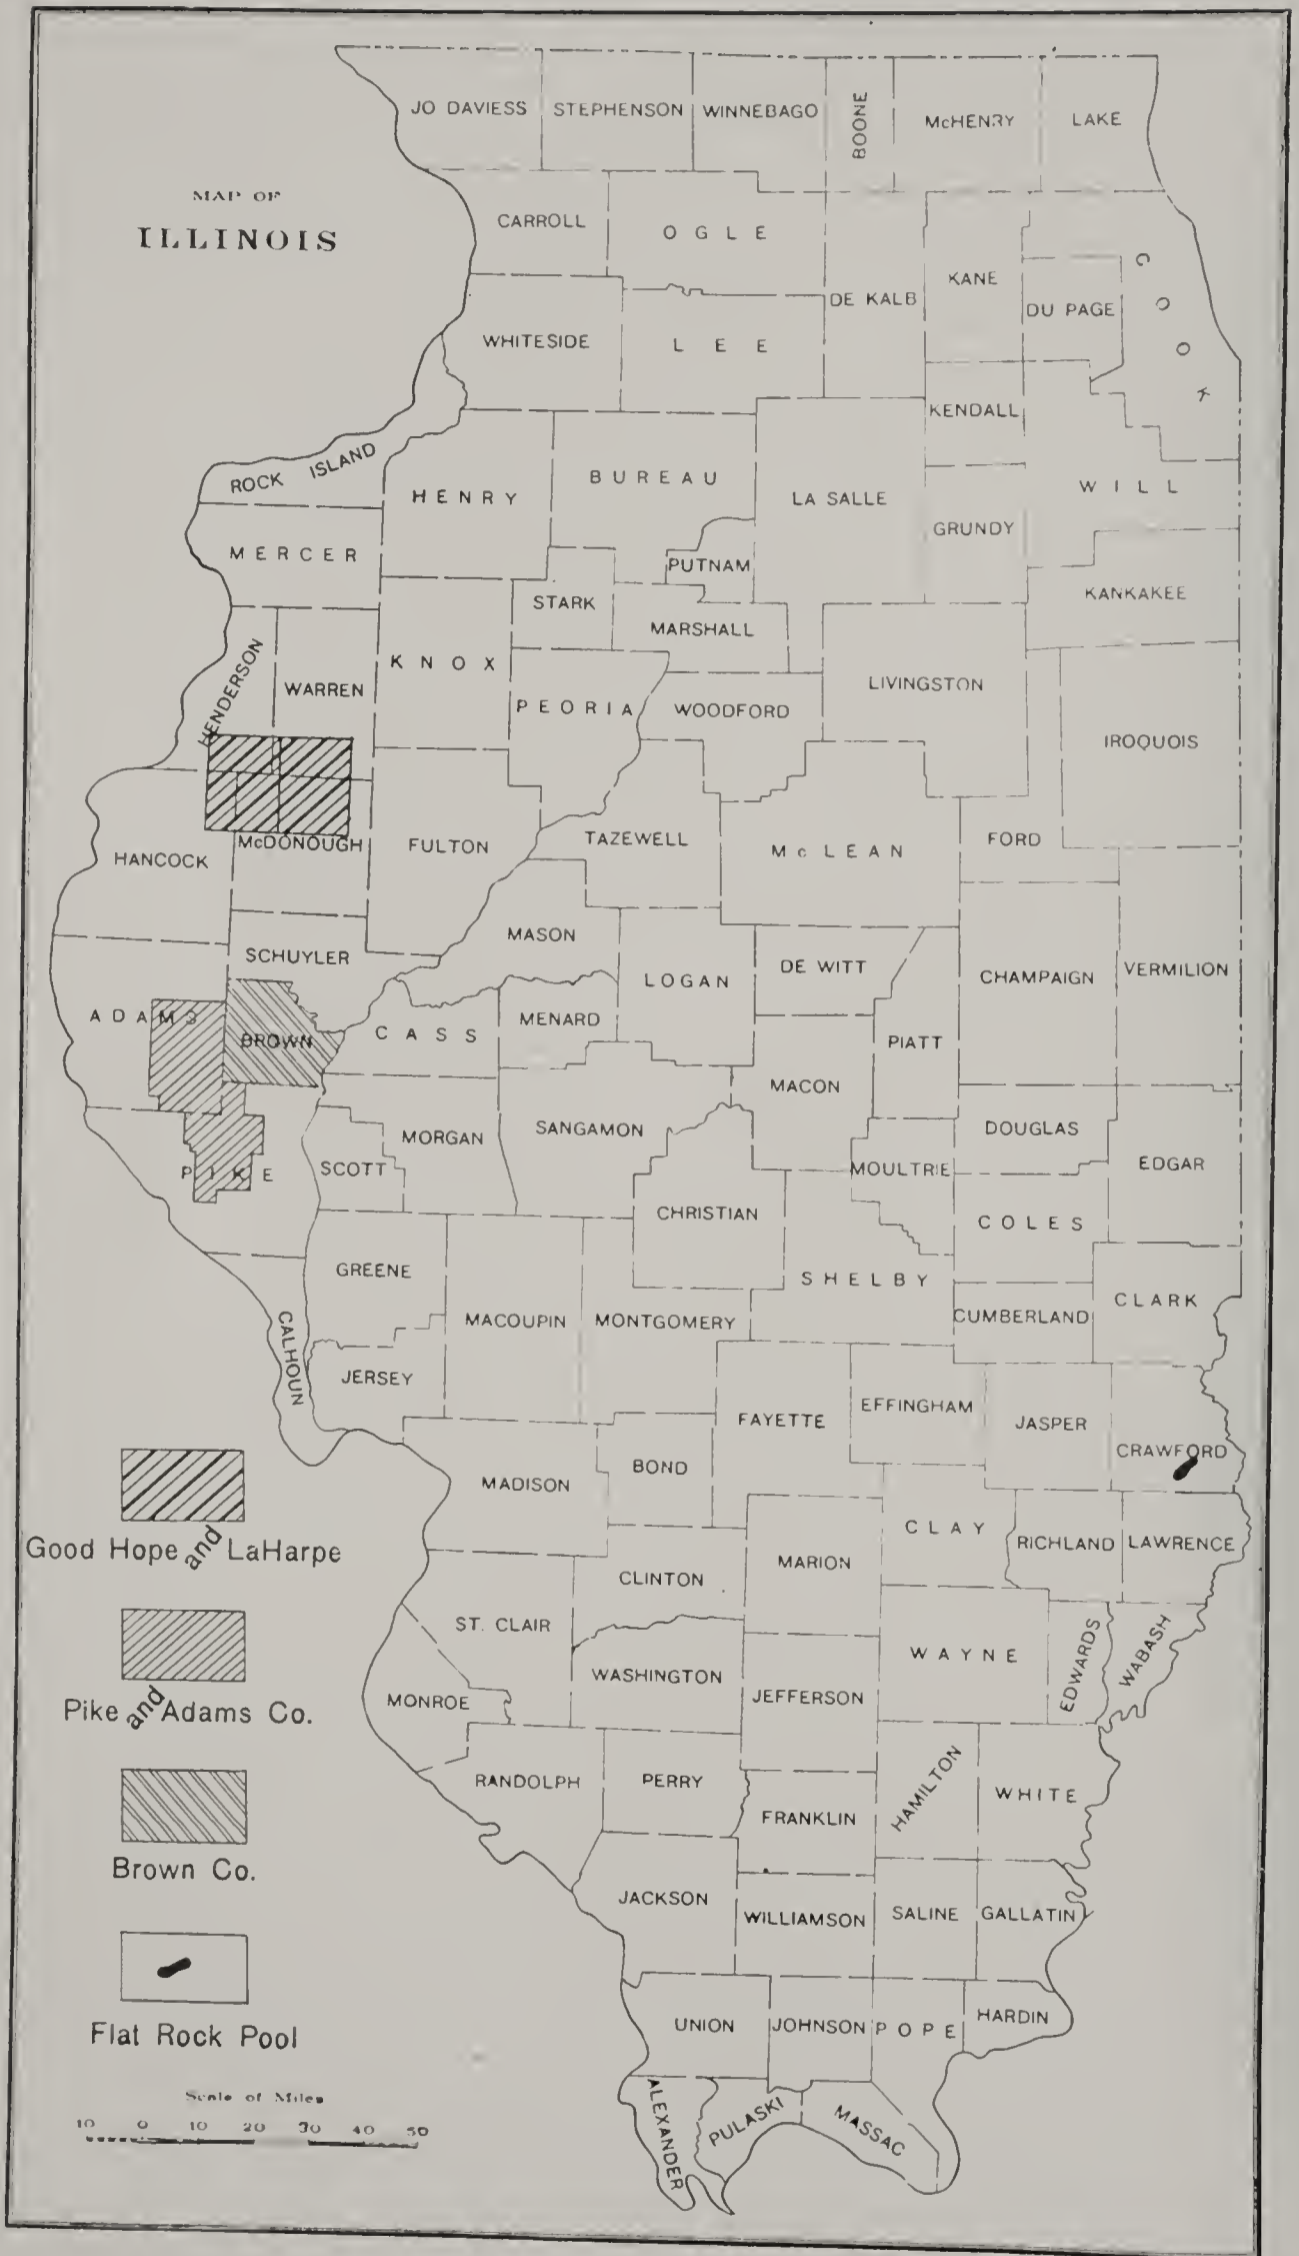 MAP OF
ILLINOIS
JO DAVIESS
STEPHENSON
WINNEBAGO
BOONE
McHENRY
LAKE
CARROLL
OGLE
DE KALB
KANE
DU PAGE
COOK
WHITESIDE
LEE
KENDALL
ROCK ISLAND
HENRY
BUREAU
LA SALLE
WILL
GRUNDY
MERCER
PUTNAM
KANKAKEE
STARK
MARSHALL
HENDERSON
WARREN
KNOX
PEORIA
WOODFORD
LIVINGSTON
IROQUOIS
HANCOCK
McDONOUGH
FULTON
TAZEWELL
McLEAN
FORD
SCHUYLER
MASON
LOGAN
DE WITT
CHAMPAIGN
VERMILION
ADAMS
BROWN
CASS
MENARD
PIATT
MACON
PIKE
SCOTT
MORGAN
SANGAMON
MOULTRIE
DOUGLAS
EDGAR
CHRISTIAN
COLES
GREENE
SHELBY
CALHOUN
MACOUPIN
MONTGOMERY
CUMBERLAND
CLARK
JERSEY
FAYETTE
EFFINGHAM
JASPER
CRAWFORD
MADISON
BOND
CLAY
RICHLAND
LAWRENCE
CLINTON
MARION
ST. CLAIR
WASHINGTON
WAYNE
EDWARDS
WABASH
MONROE
JEFFERSON
RANDOLPH
PERRY
HAMILTON
WHITE
FRANKLIN
JACKSON
WILLIAMSON
SALINE
GALLATIN
UNION
JOHNSON
POPE
HARDIN
ALEXANDER
PULASKI
MASSAC
Good Hope and LaHarpe
Pike and Adams Co.
Brown Co.
Flat Rock Pool
Scale of Miles
10 0 10 20 30 40 50